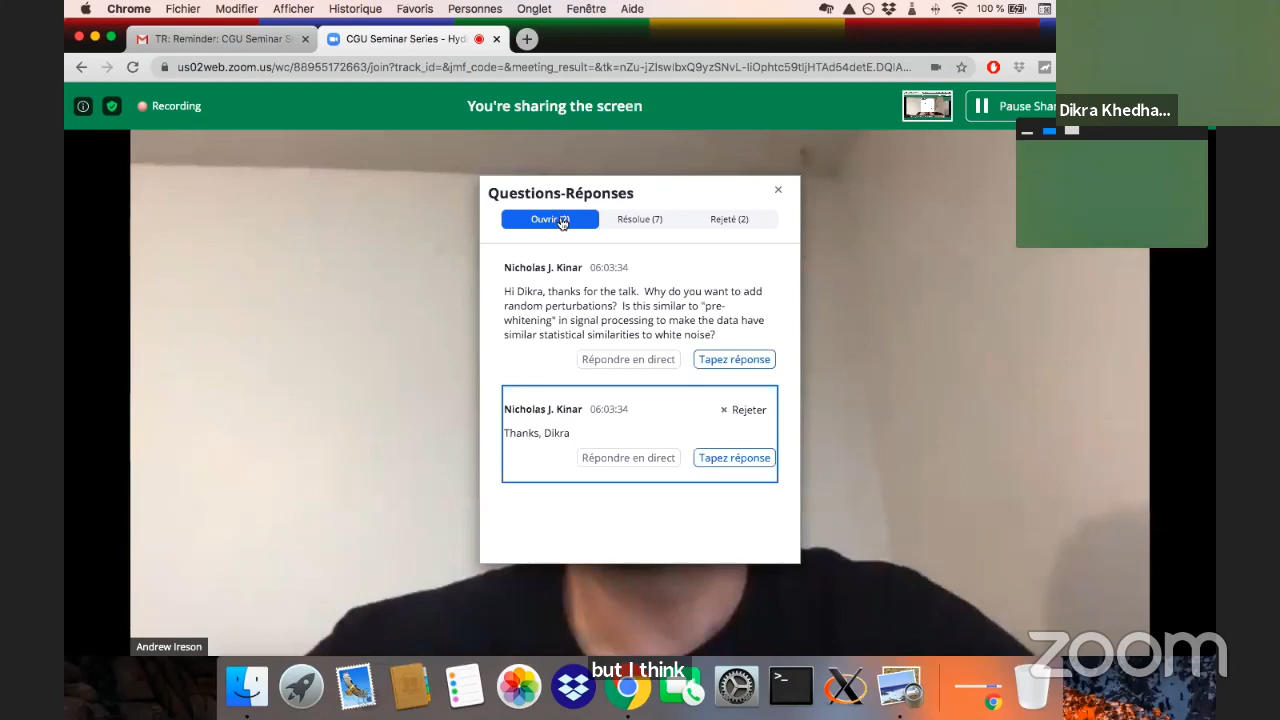 Chrome Fichier Modifier Afficher Historique Favoris Personnes Onglet Fenêtre Aide 100 %
TR: Reminder: CGU Seminar S
CGU Seminar Series - Hyd
us02web.zoom.us/wc/88955172663/join?track_id=&jmf_code=&meeting_result=&tk=nZu-jZIswIbxQ9yzSNvL-IiOphtc59tljHTAd54detE.DQIA...
Recording
You're sharing the screen
Pause Shar
Dikra Khedha...
Questions-Réponses
Résolue (7) Rejeté (2)
Nicholas J. Kinar 06:03:34
Hi Dikra, thanks for the talk. Why do you want to add
random perturbations? Is this similar to "pre-
whitening" in signal processing to make the data have
similar statistical similarities to white noise?
Répondre en direct Tapez réponse
Nicholas J. Kinar 06:03:34 Rejeter
Thanks, Dikra
Répondre en direct Tapez réponse
Andrew Ireson
zoom
but I think